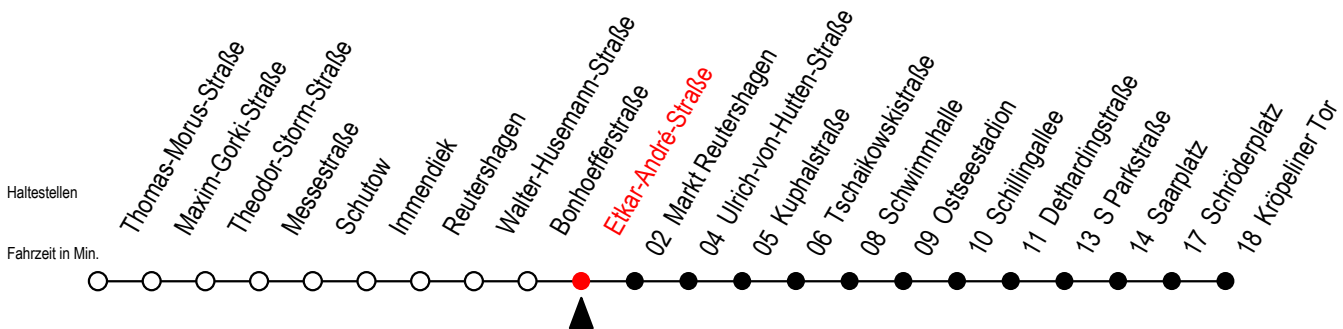 Haltestellen
Fahrzeit in Min.
Thomas-Morus-Straße
Maxim-Gorki-Straße
Theodor-Storm-Straße
Messestraße
Schutow
Immendiek
Reutershagen
Walter-Husemann-Straße
Bonhoefferstraße
Etkar-André-Straße
02 Markt Reutershagen
04 Ulrich-von-Hutten-Straße
05 Kuphalstraße
06 Tschaikowskistraße
08 Schwimmhalle
09 Ostseestadion
10 Schillingallee
11 Dethardingstraße
13 S Parkstraße
14 Saarplatz
17 Schröderplatz
18 Kröpeliner Tor